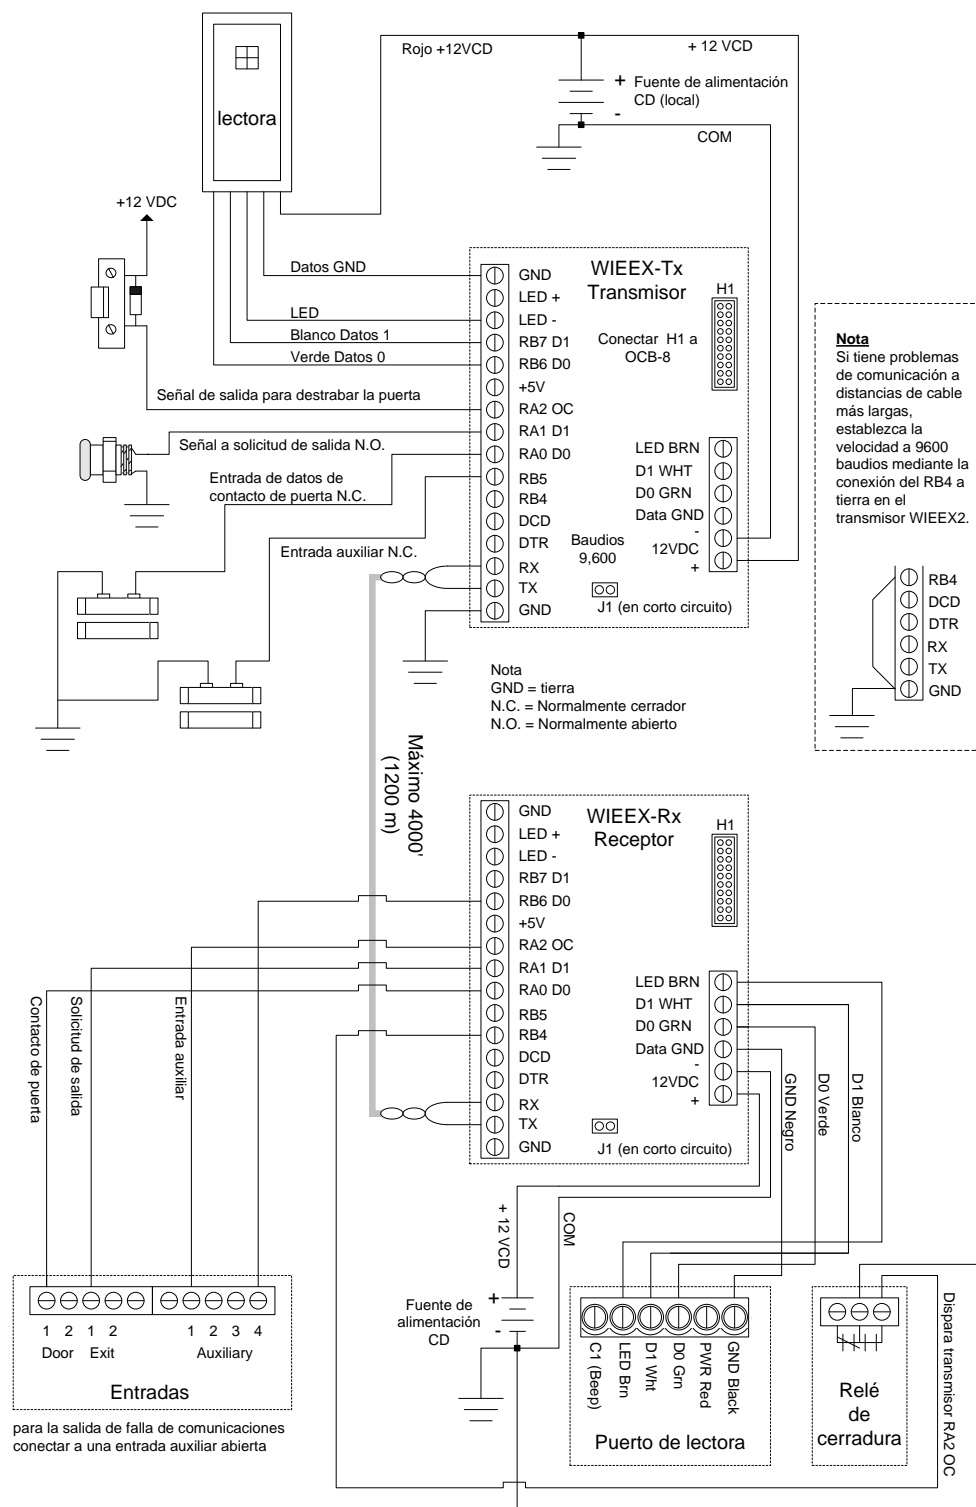 Rojo +12VCD
+ 12 VCD
+ Fuente de alimentación
CD (local)
-
COM
lectora
+12 VDC
Datos GND
LED
Blanco Datos 1
Verde Datos 0
Señal de salida para destrabar la puerta
Señal a solicitud de salida N.O.
Entrada de datos de
contacto de puerta N.C.
Entrada auxiliar N.C.
WIEEX-Tx
Transmisor
H1
Conectar H1 a
OCB-8
GND
LED +
LED -
RB7 D1
RB6 D0
+5V
RA2 OC
RA1 D1
RA0 D0
RB5
RB4
DCD
DTR
RX
TX
GND
LED BRN
D1 WHT
D0 GRN
Data GND
-
12VDC
+
Baudios
9,600
J1 (en corto circuito)
Nota
Si tiene problemas
de comunicación a
distancias de cable
más largas,
establezca la
velocidad a 9600
baudios mediante la
conexión del RB4 a
tierra en el
transmisor WIEEX2.
RB4
DCD
DTR
RX
TX
GND
Nota
GND = tierra
N.C. = Normalmente cerrador
N.O. = Normalmente abierto
Máximo 4000'
(1200 m)
WIEEX-Rx
Receptor
H1
GND
LED +
LED -
RB7 D1
RB6 D0
+5V
RA2 OC
RA1 D1
RA0 D0
RB5
RB4
DCD
DTR
RX
TX
GND
LED BRN
D1 WHT
D0 GRN
Data GND
-
12VDC
+
J1 (en corto circuito)
Contacto de puerta
Solicitud de salida
Entrada auxiliar
GND Negro
D0 Verde
D1 Blanco
+ 12 VCD
COM
Fuente de
alimentación
CD
+
-
1 2 1 2 1 2 3 4
Door Exit Auxiliary
Entradas
para la salida de falla de comunicaciones
conectar a una entrada auxiliar abierta
C1 (Beep)
LED Brn
D1 Wht
D0 Grn
PWR Red
GND Black
Puerto de lectora
Relé
de
cerradura
Dispara transmisor RA2 OC